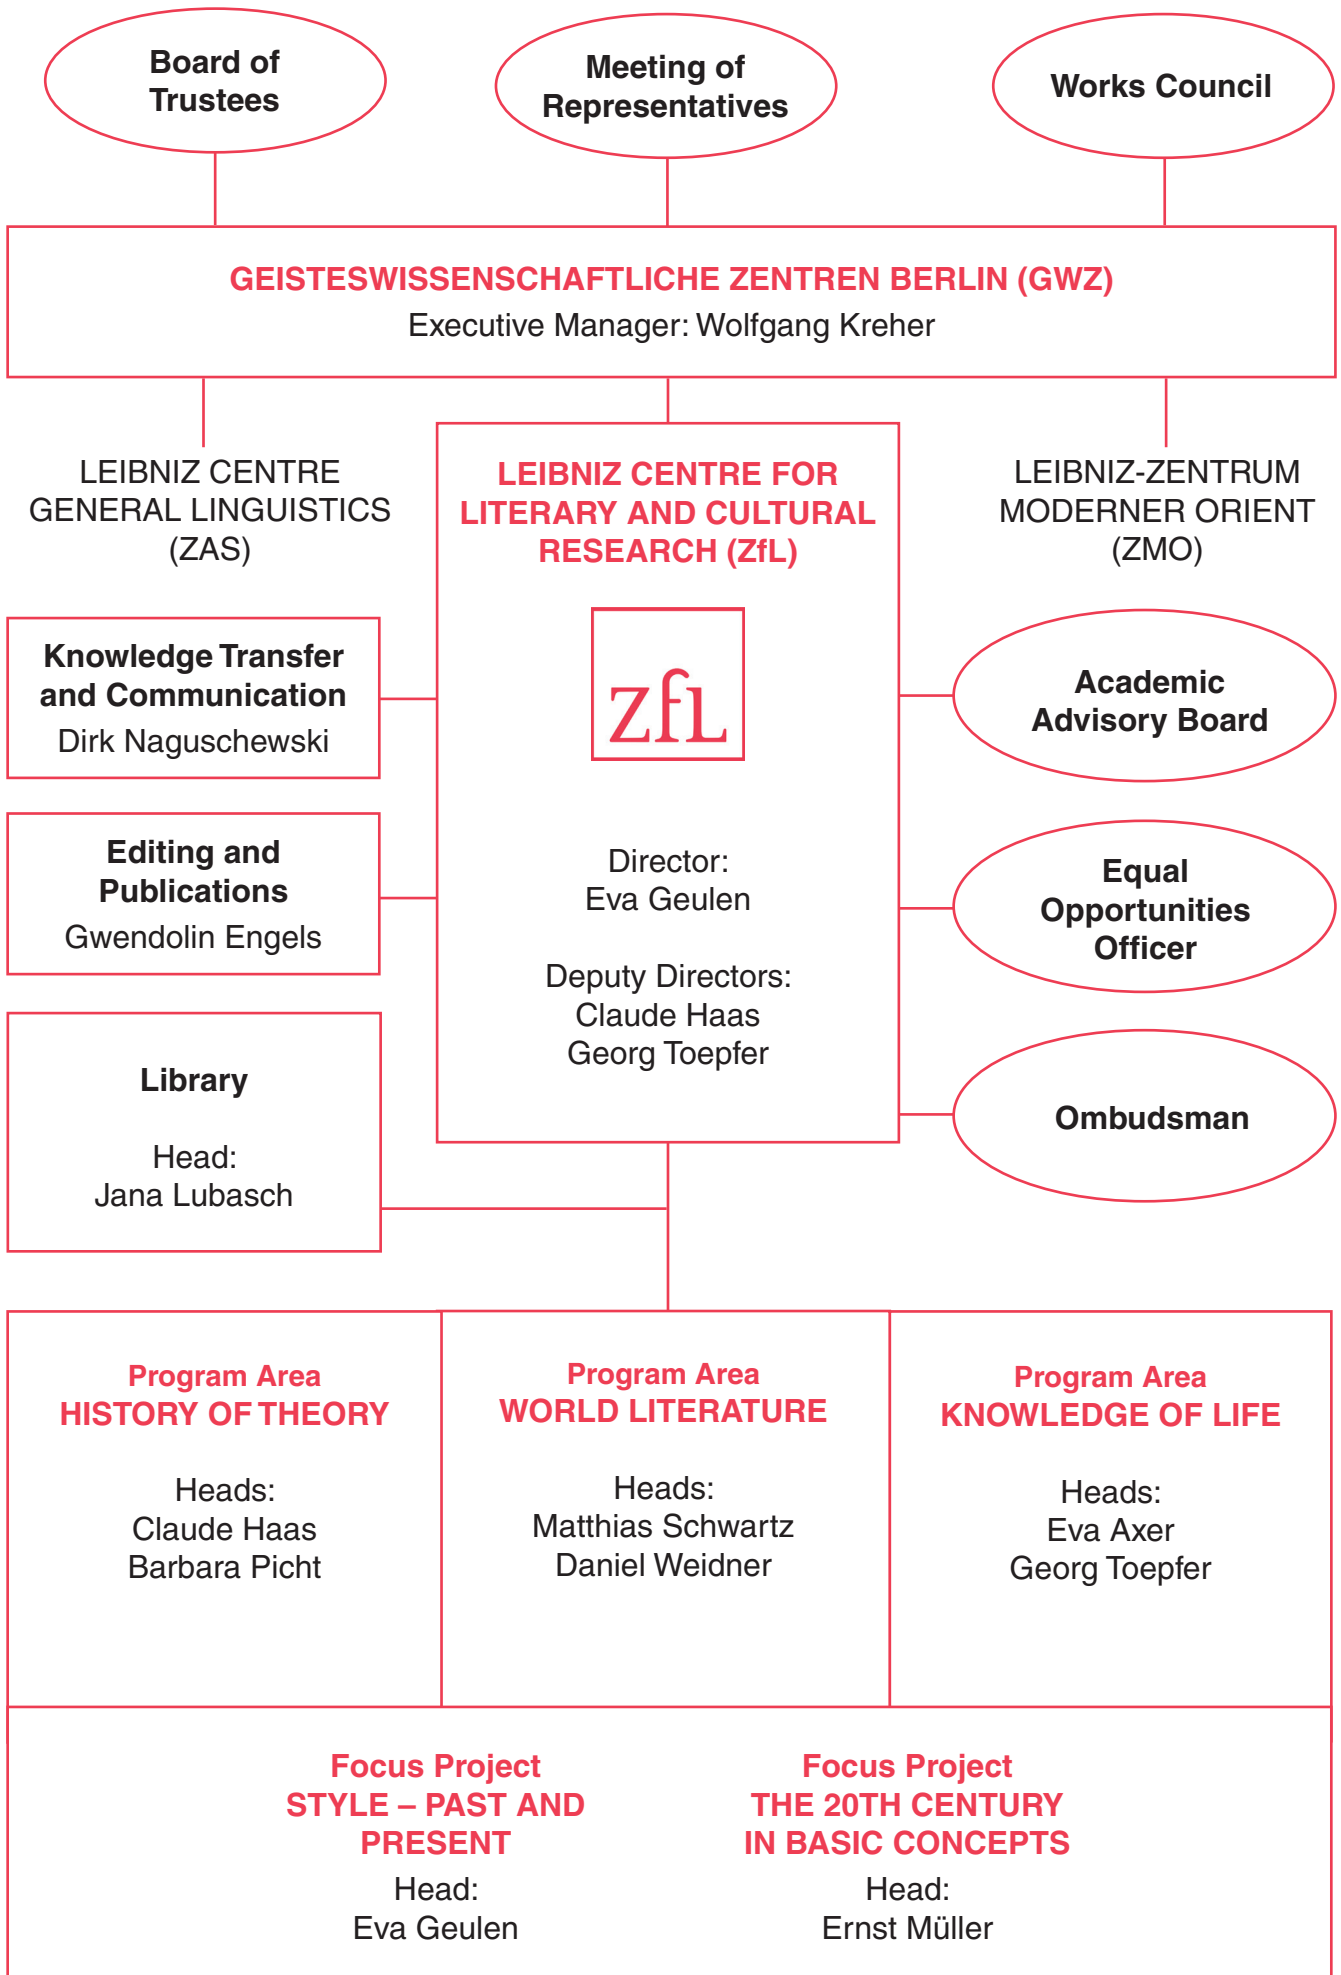 Board of
Trustees
Meeting of
Representatives
Works Council
GEISTESWISSENSCHAFTLICHE ZENTREN BERLIN (GWZ)
Executive Manager: Wolfgang Kreher
LEIBNIZ CENTRE
GENERAL LINGUISTICS
(ZAS)
LEIBNIZ CENTRE FOR
LITERARY AND CULTURAL
RESEARCH (ZfL)
LEIBNIZ-ZENTRUM
MODERNER ORIENT
(ZMO)
Knowledge Transfer
and Communication
Dirk Naguschewski
Editing and
Publications
Gwendolin Engels
Library
Head:
Jana Lubasch
zfL
Director:
Eva Geulen
Deputy Directors:
Claude Haas
Georg Toepfer
Academic
Advisory Board
Equal
Opportunities
Officer
Ombudsman
Program Area
HISTORY OF THEORY
Heads:
Claude Haas
Barbara Picht
Program Area
WORLD LITERATURE
Heads:
Matthias Schwartz
Daniel Weidner
Program Area
KNOWLEDGE OF LIFE
Heads:
Eva Axer
Georg Toepfer
Focus Project
STYLE – PAST AND
PRESENT
Head:
Eva Geulen
Focus Project
THE 20TH CENTURY
IN BASIC CONCEPTS
Head:
Ernst Müller